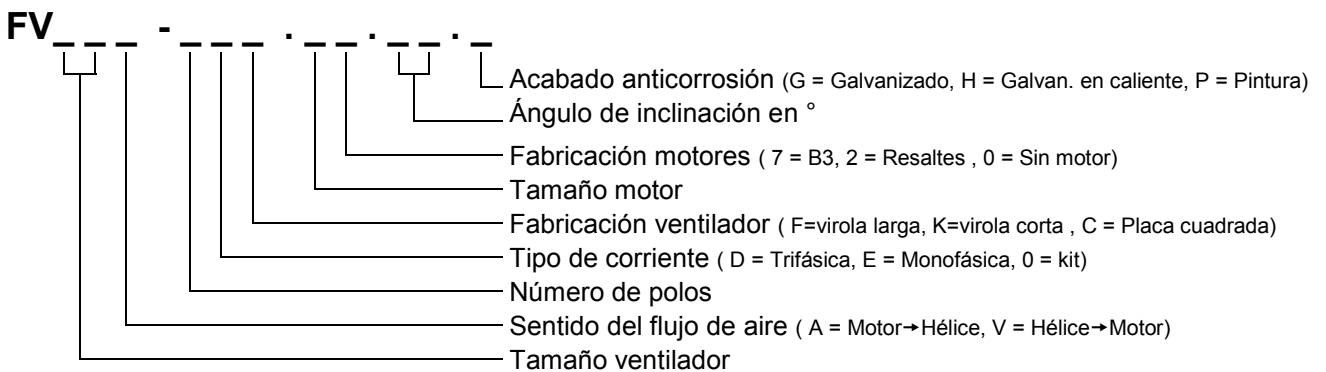 FV_ _ _ - _ _ _ . _ _ . _ _ . _
Acabado anticorrosión (G = Galvanizado, H = Galvan. en caliente, P = Pintura)
Ángulo de inclinación en °
Fabricación motores ( 7 = B3, 2 = Resaltes , 0 = Sin motor)
Tamaño motor
Fabricación ventilador ( F=virola larga, K=virola corta , C = Placa cuadrada)
Tipo de corriente ( D = Trifásica, E = Monofásica, 0 = kit)
Número de polos
Sentido del flujo de aire ( A = Motor→Hélice, V = Hélice→Motor)
Tamaño ventilador